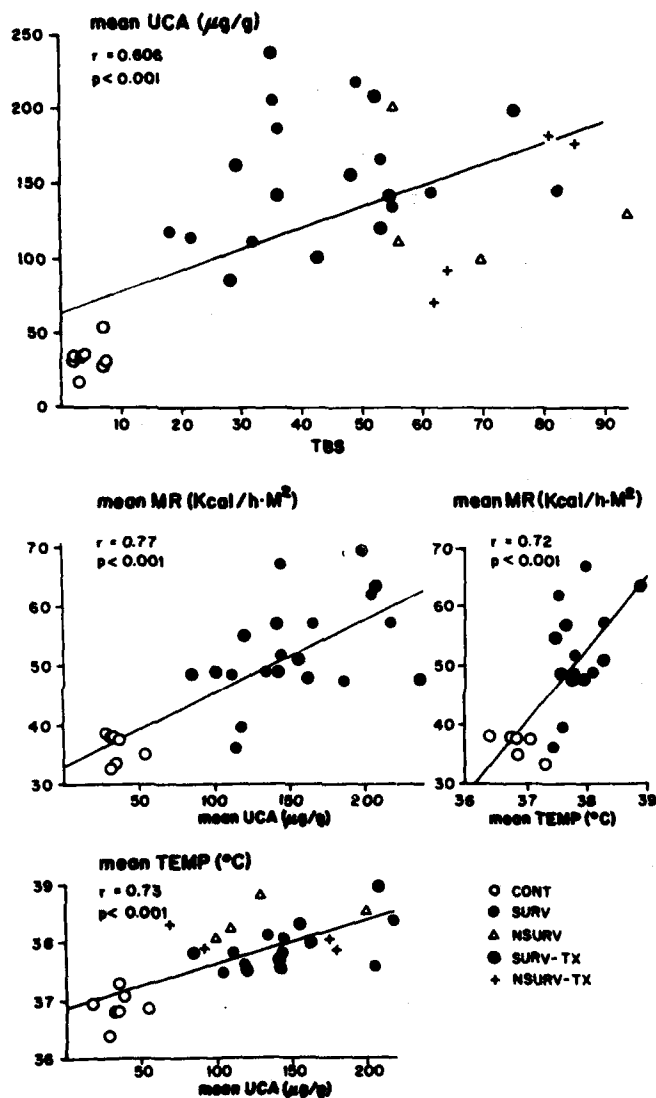 mean UCA (μg/g)
r = 0.606
p < 0.001
250
200
150
100
50
0
10 20 30 40 50 60 70 80 90
TBS
mean MR (Kcal/h·M²)
r = 0.77
p < 0.001
70
60
50
40
30
50 100 150 200
mean UCA (μg/g)
mean MR (Kcal/h·M²)
r = 0.72
p < 0.001
70
60
50
40
30
36 37 38 39
mean TEMP (°C)
mean TEMP (°C)
r = 0.73
p < 0.001
39
38
37
36
50 100 150 200
mean UCA (μg/g)
CONT
SURV
NSURV
SURV-TX
NSURV-TX